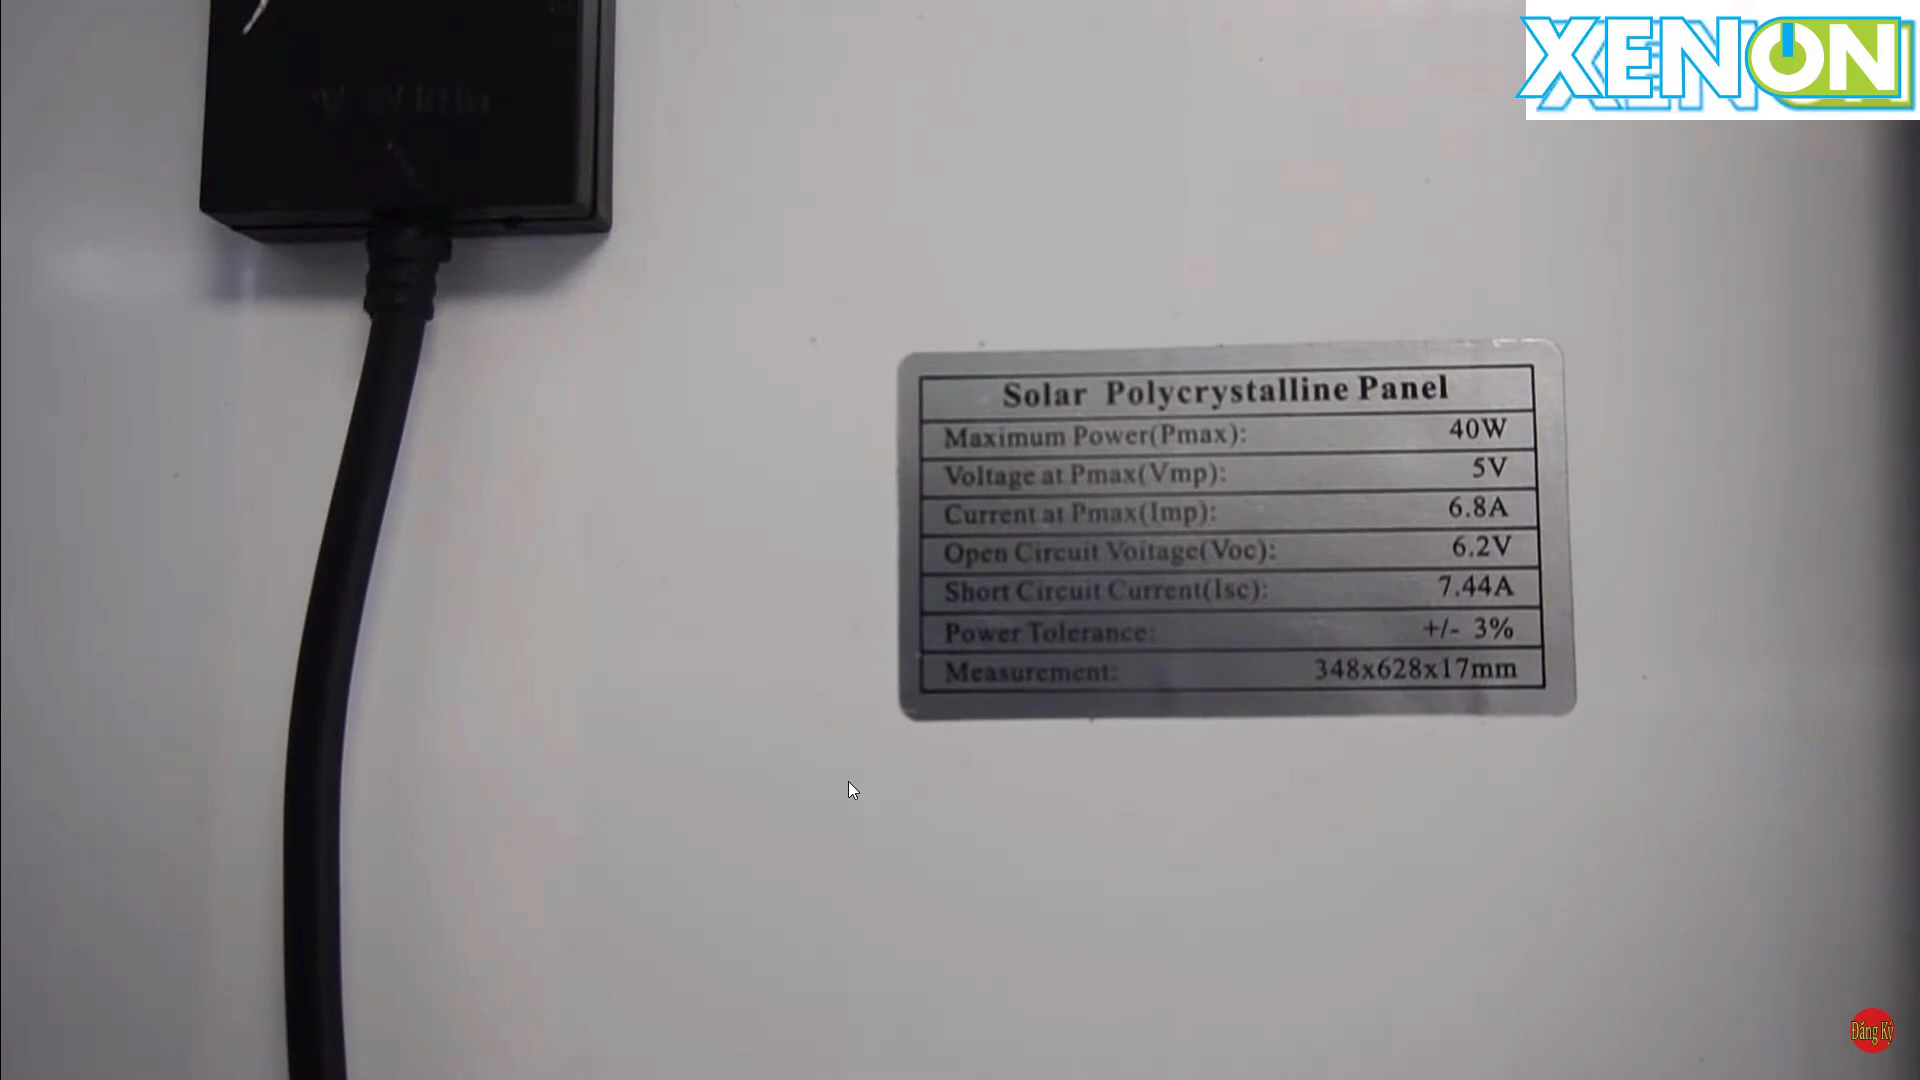 XENON
Solar Polycrystalline Panel
Maximum Power(Pmax): 40W
Voltage at Pmax(Vmp): 5V
Current at Pmax(Imp): 6.8A
Open Circuit Voitage(Voc): 6.2V
Short Circuit Current(Isc): 7.44A
Power Tolerance: +/- 3%
Measurement: 348x628x17mm
Đăng Ký